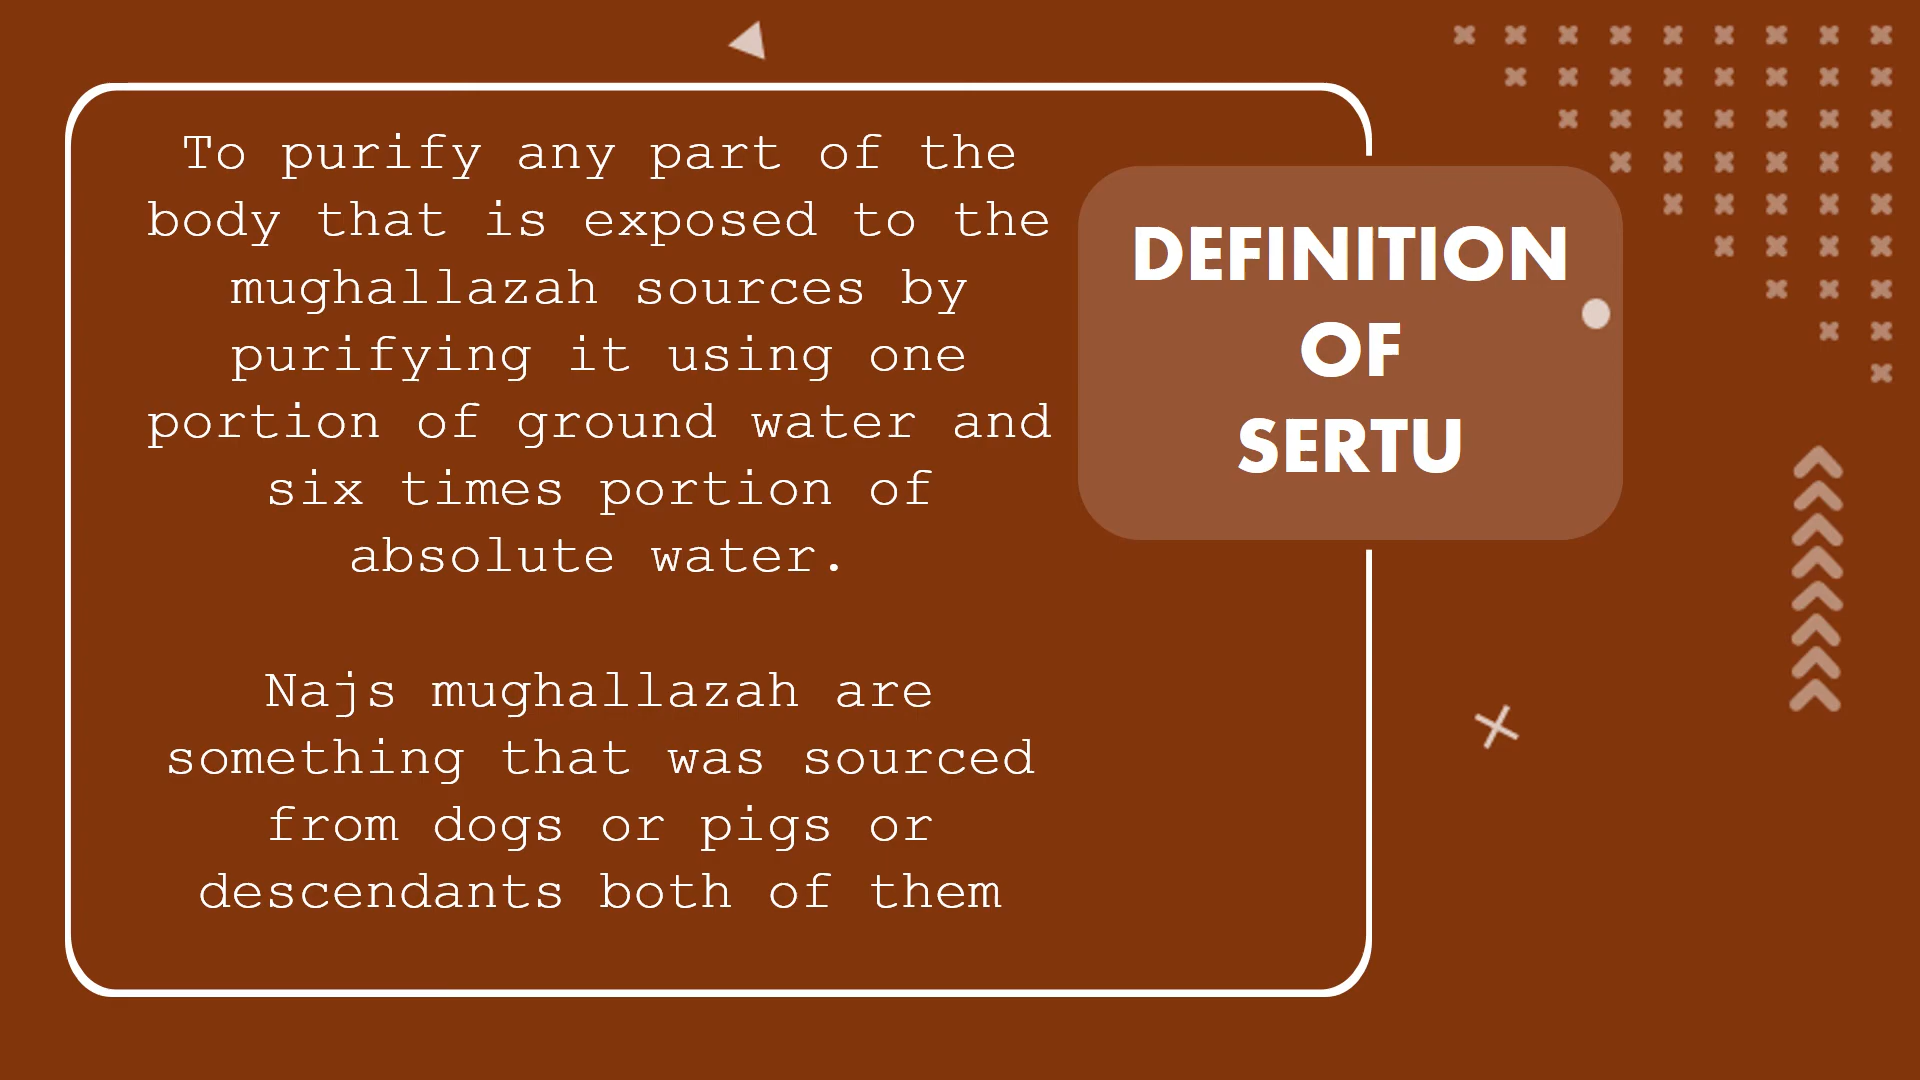 To purify any part of the
body that is exposed to the
mughallazah sources by
purifying it using one
portion of ground water and
six times portion of
absolute water.
Najs mughallazah are
something that was sourced
from dogs or pigs or
descendants both of them
DEFINITION
OF
SERTU